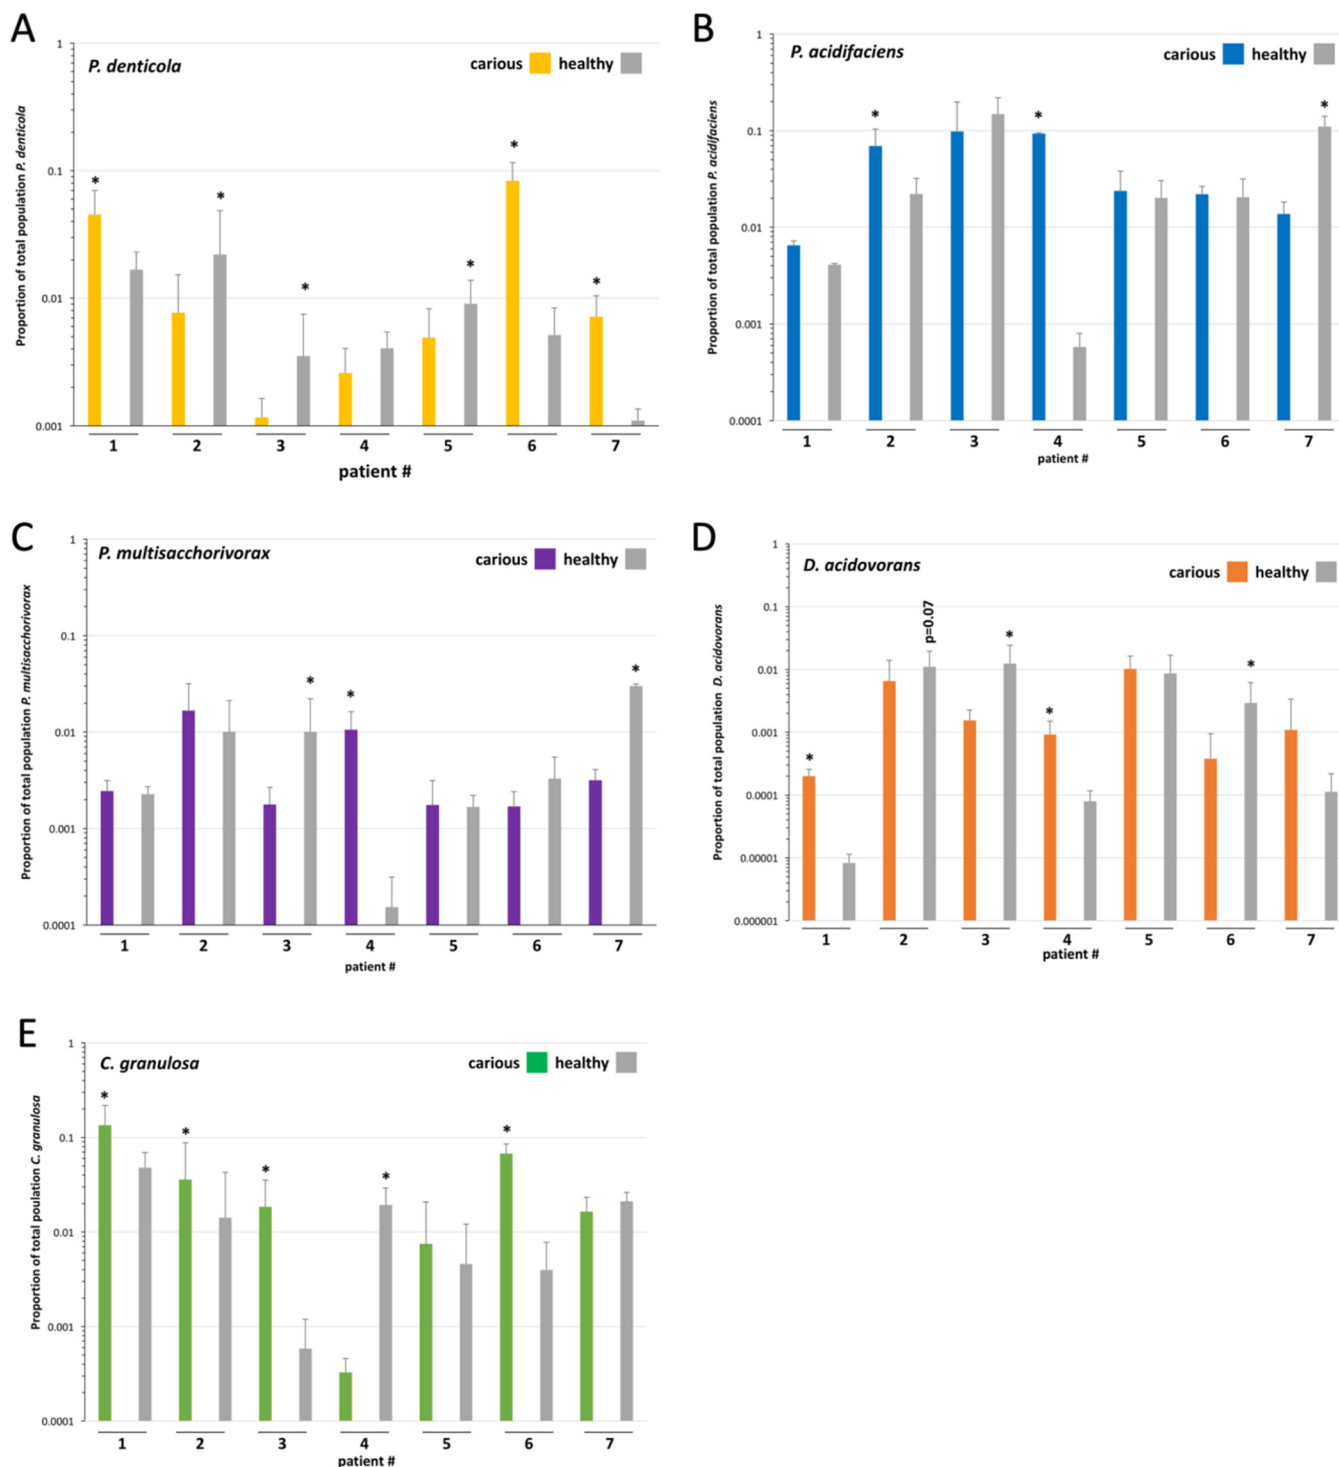 A
P. denticola
carious healthy
Proportion of total population P. denticola
1
0.1
0.01
0.001
* * * * * *
1 2 3 4 5 6 7
patient #
B
P. acidifaciens
carious healthy
Proportion of total population P. acidifaciens
1
0.1
0.01
0.001
0.0001
* * *
1 2 3 4 5 6 7
patient #
C
P. multisacchorivorax
carious healthy
Proportion of total population P. multisacchorivorax
1
0.1
0.01
0.001
0.0001
* * *
1 2 3 4 5 6 7
patient #
D
D. acidovorans
carious healthy
Proportion of total population D. acidovorans
1
0.1
0.01
0.001
0.0001
0.00001
0.000001
* p=0.07 * * *
1 2 3 4 5 6 7
patient #
E
C. granulosa
carious healthy
Proportion of total poulation C. granulosa
1
0.1
0.01
0.001
0.0001
* * * * *
1 2 3 4 5 6 7
patient #